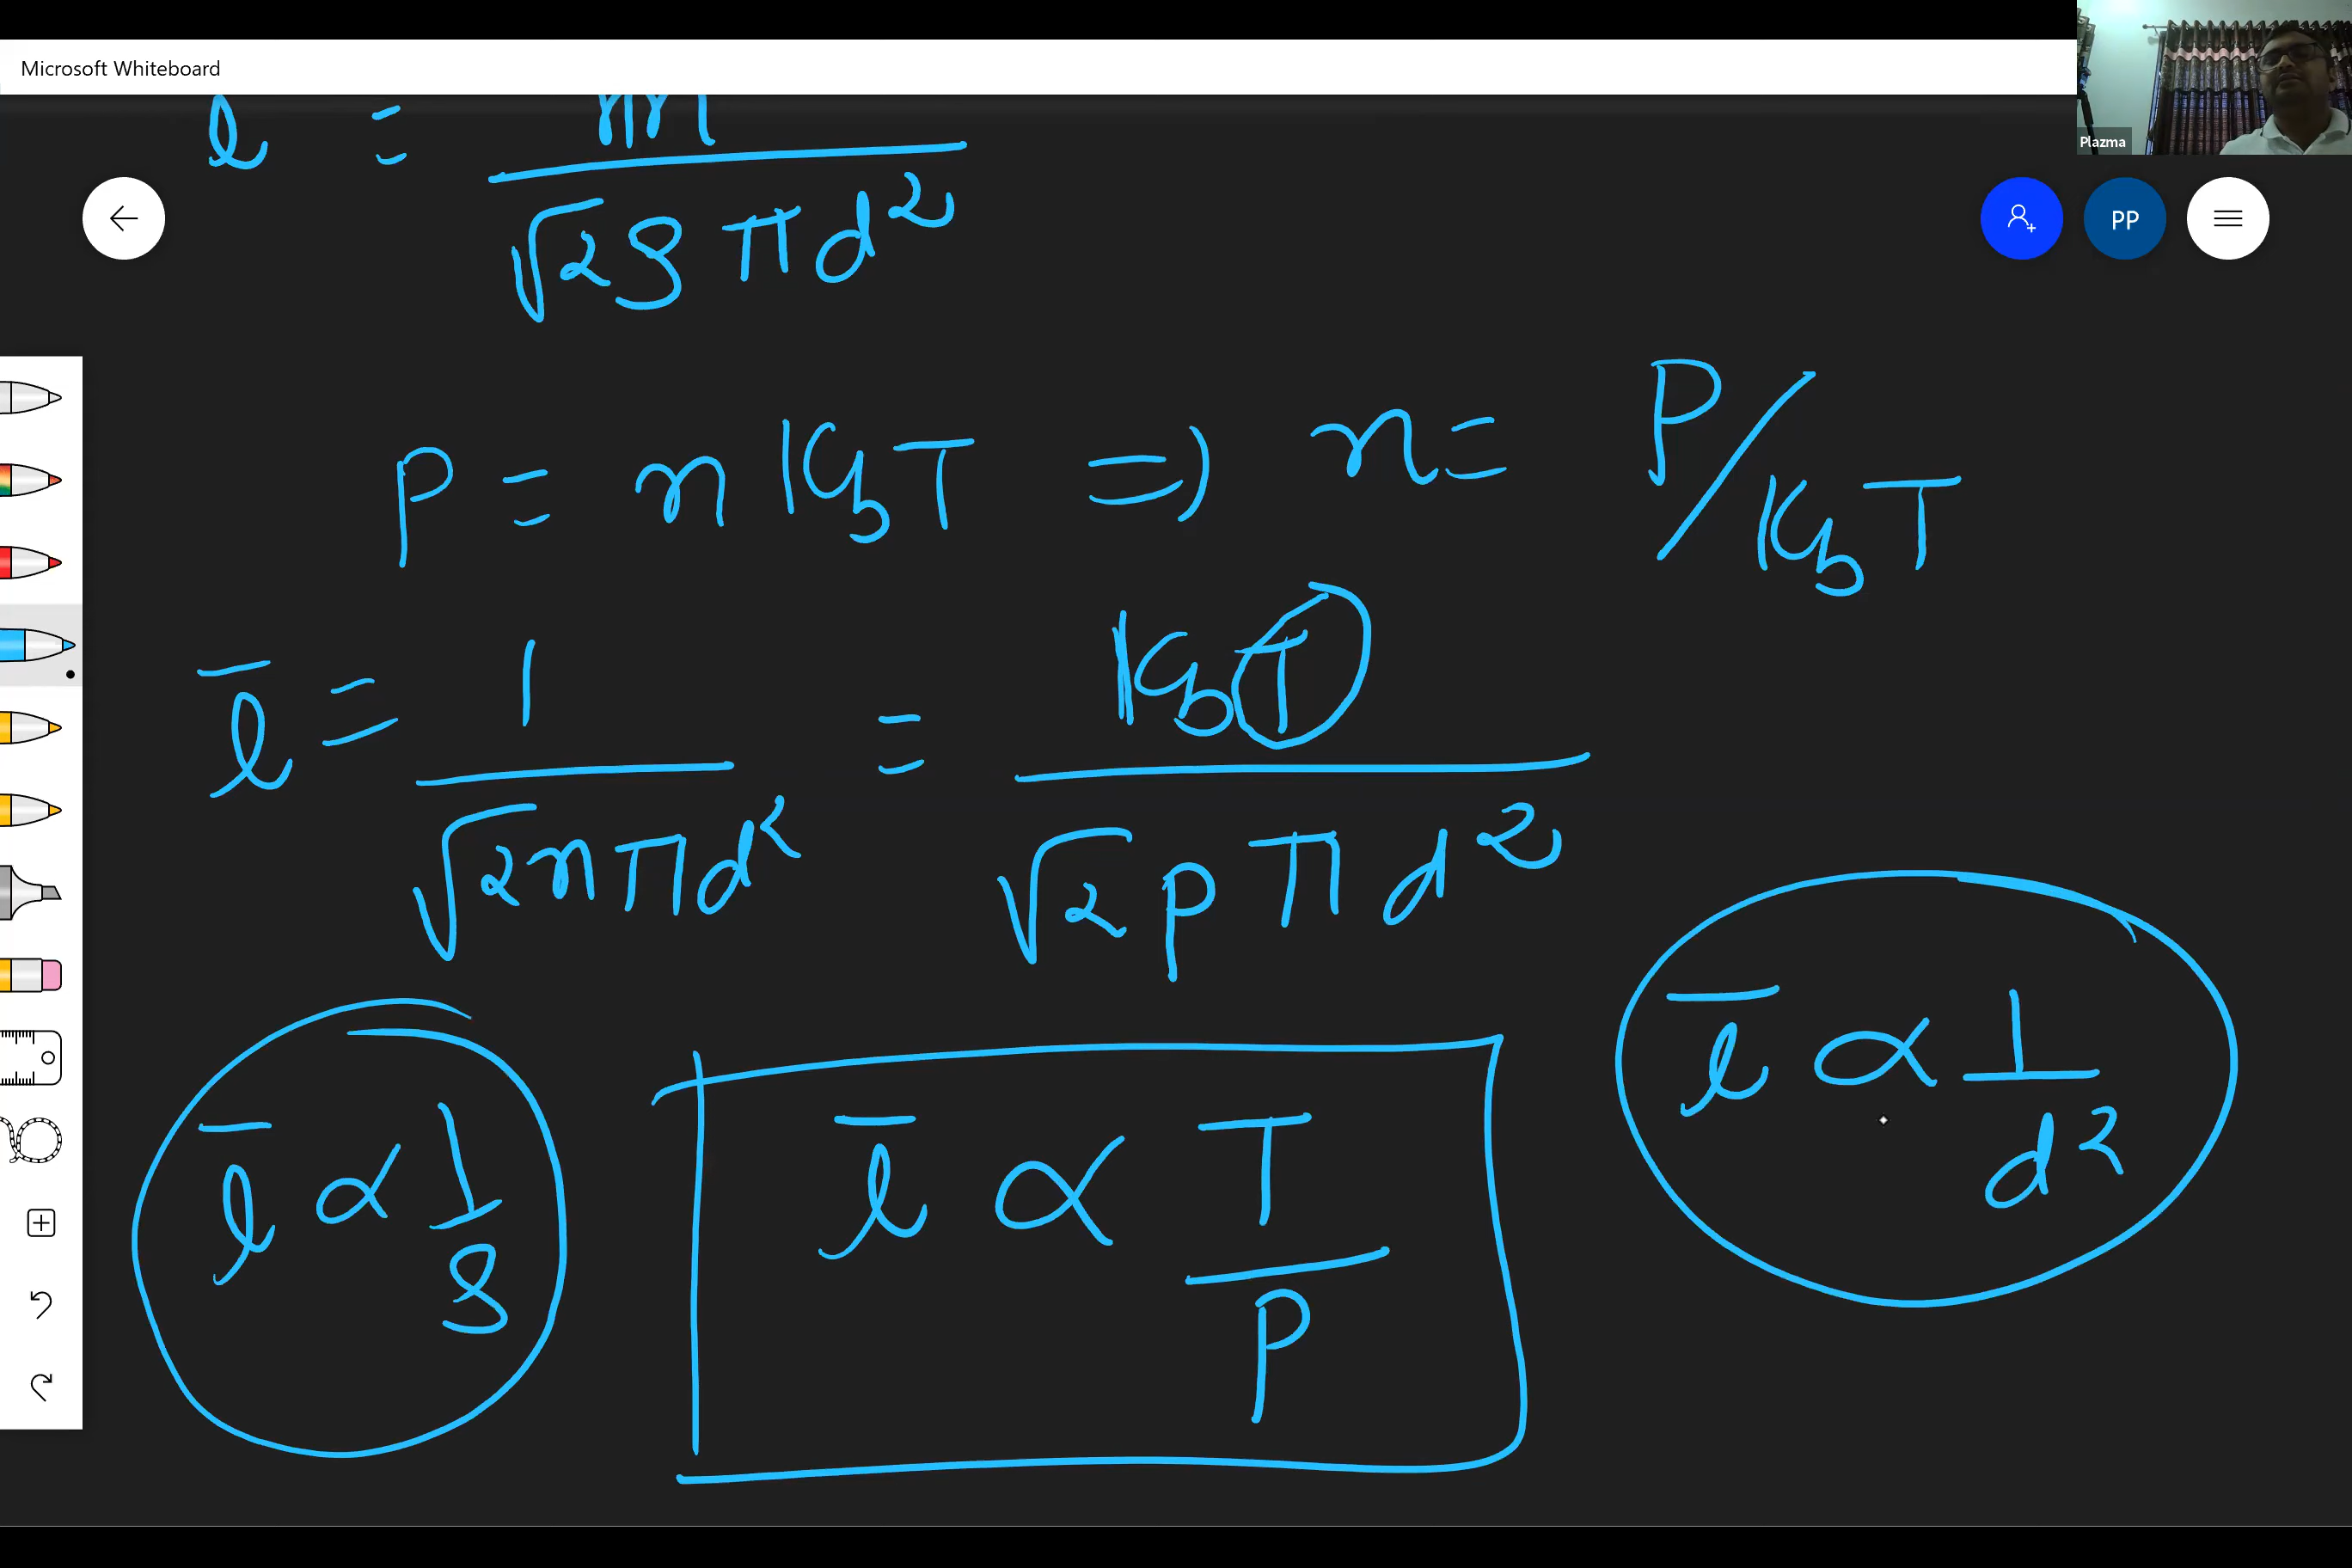 Plazma
Microsoft Whiteboard
l = m / √2 ρ π d²
PP
P = n K_b T ⇒ n = P / K_b T
l̅ = 1 / √2 n π d² = K_b T / √2 P π d²
l̅ ∝ 1/ρ
l̅ ∝ T/P
l̅ ∝ 1/d²